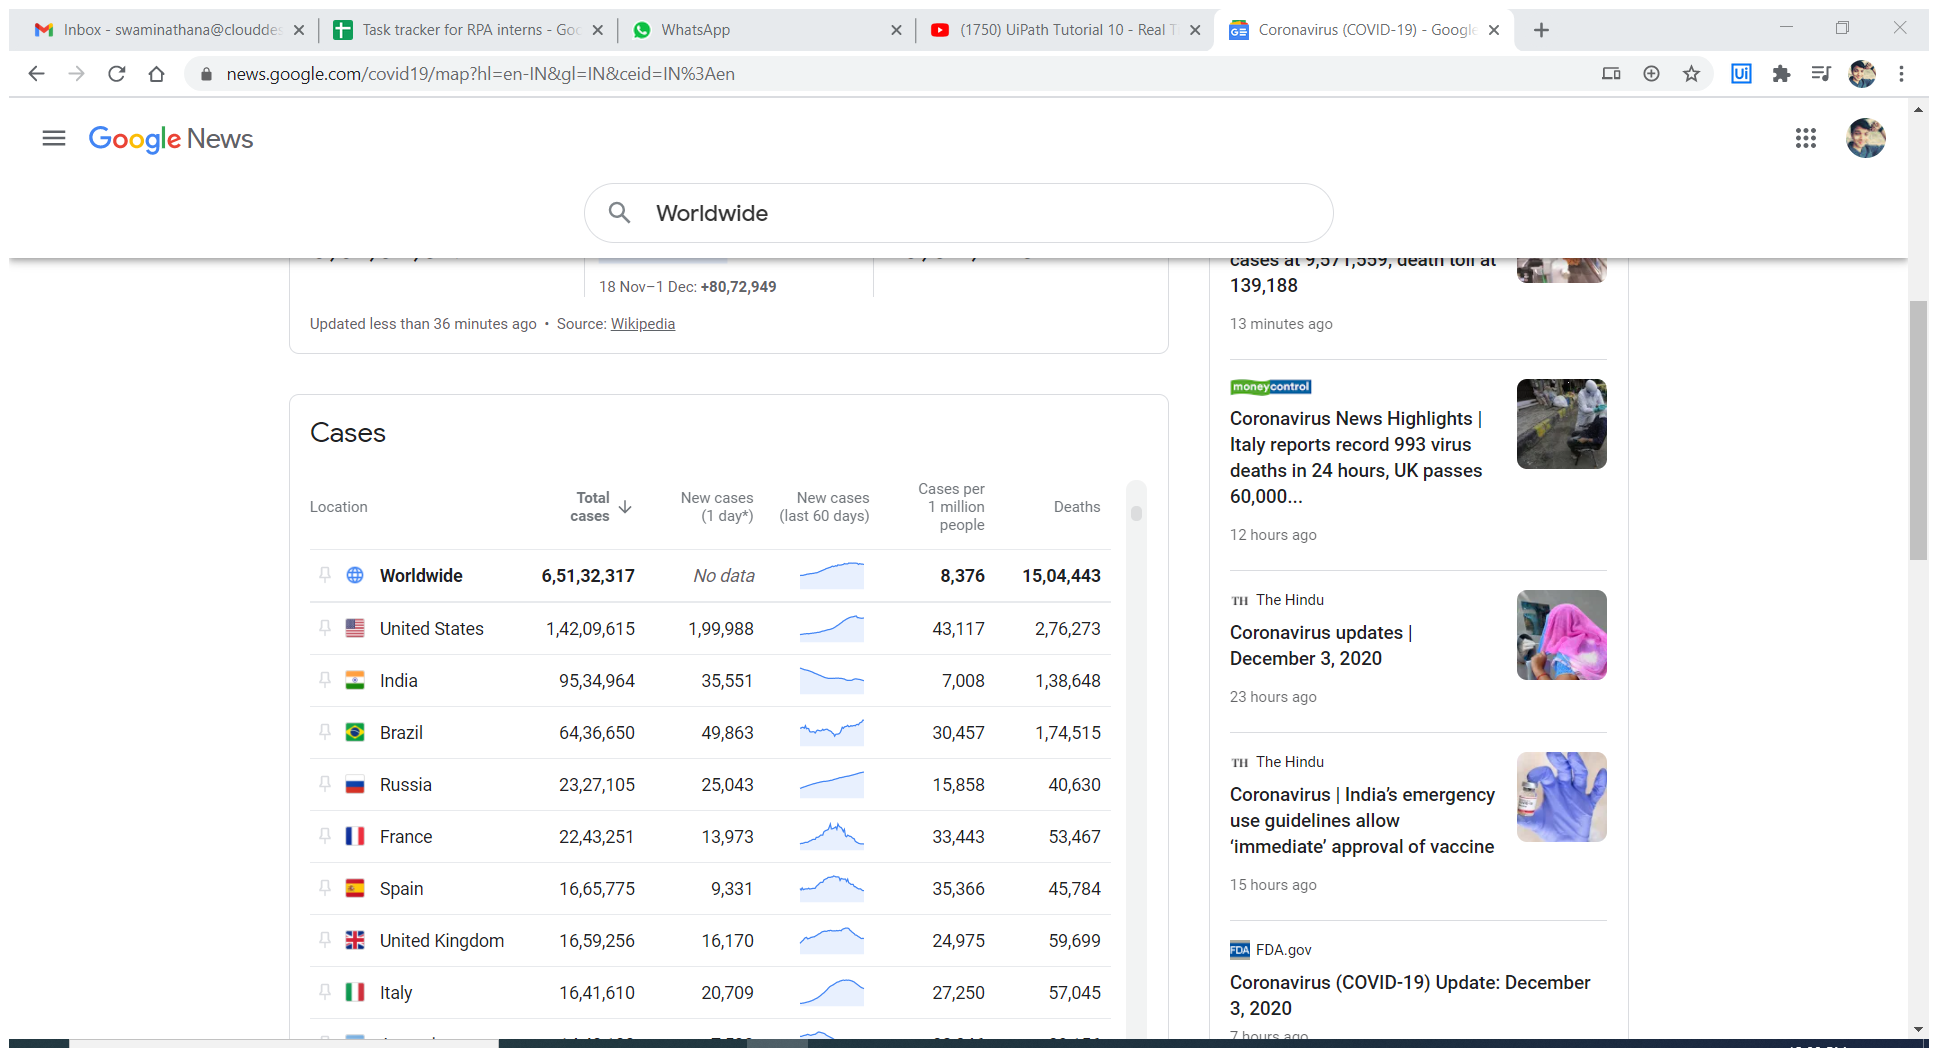 Inbox - swaminathana@clouddes
Task tracker for RPA interns - Goo
WhatsApp
(1750) UiPath Tutorial 10 - Real T
Coronavirus (COVID-19) - Google
news.google.com/covid19/map?hl=en-IN&gl=IN&ceid=IN%3Aen
Ui
Google News
Worldwide
18 Nov–1 Dec: +80,72,949
Updated less than 36 minutes ago • Source: Wikipedia
Cases
Location Total cases New cases (1 day*) New cases (last 60 days) Cases per 1 million people Deaths
Worldwide 6,51,32,317 No data 8,376 15,04,443
United States 1,42,09,615 1,99,988 43,117 2,76,273
India 95,34,964 35,551 7,008 1,38,648
Brazil 64,36,650 49,863 30,457 1,74,515
Russia 23,27,105 25,043 15,858 40,630
France 22,43,251 13,973 33,443 53,467
Spain 16,65,775 9,331 35,366 45,784
United Kingdom 16,59,256 16,170 24,975 59,699
Italy 16,41,610 20,709 27,250 57,045
cases at 9,571,559, death toll at
139,188
13 minutes ago
moneycontrol
Coronavirus News Highlights |
Italy reports record 993 virus
deaths in 24 hours, UK passes
60,000...
12 hours ago
TH The Hindu
Coronavirus updates |
December 3, 2020
23 hours ago
TH The Hindu
Coronavirus | India’s emergency
use guidelines allow
‘immediate’ approval of vaccine
15 hours ago
FDA FDA.gov
Coronavirus (COVID-19) Update: December
3, 2020
7 hours ago